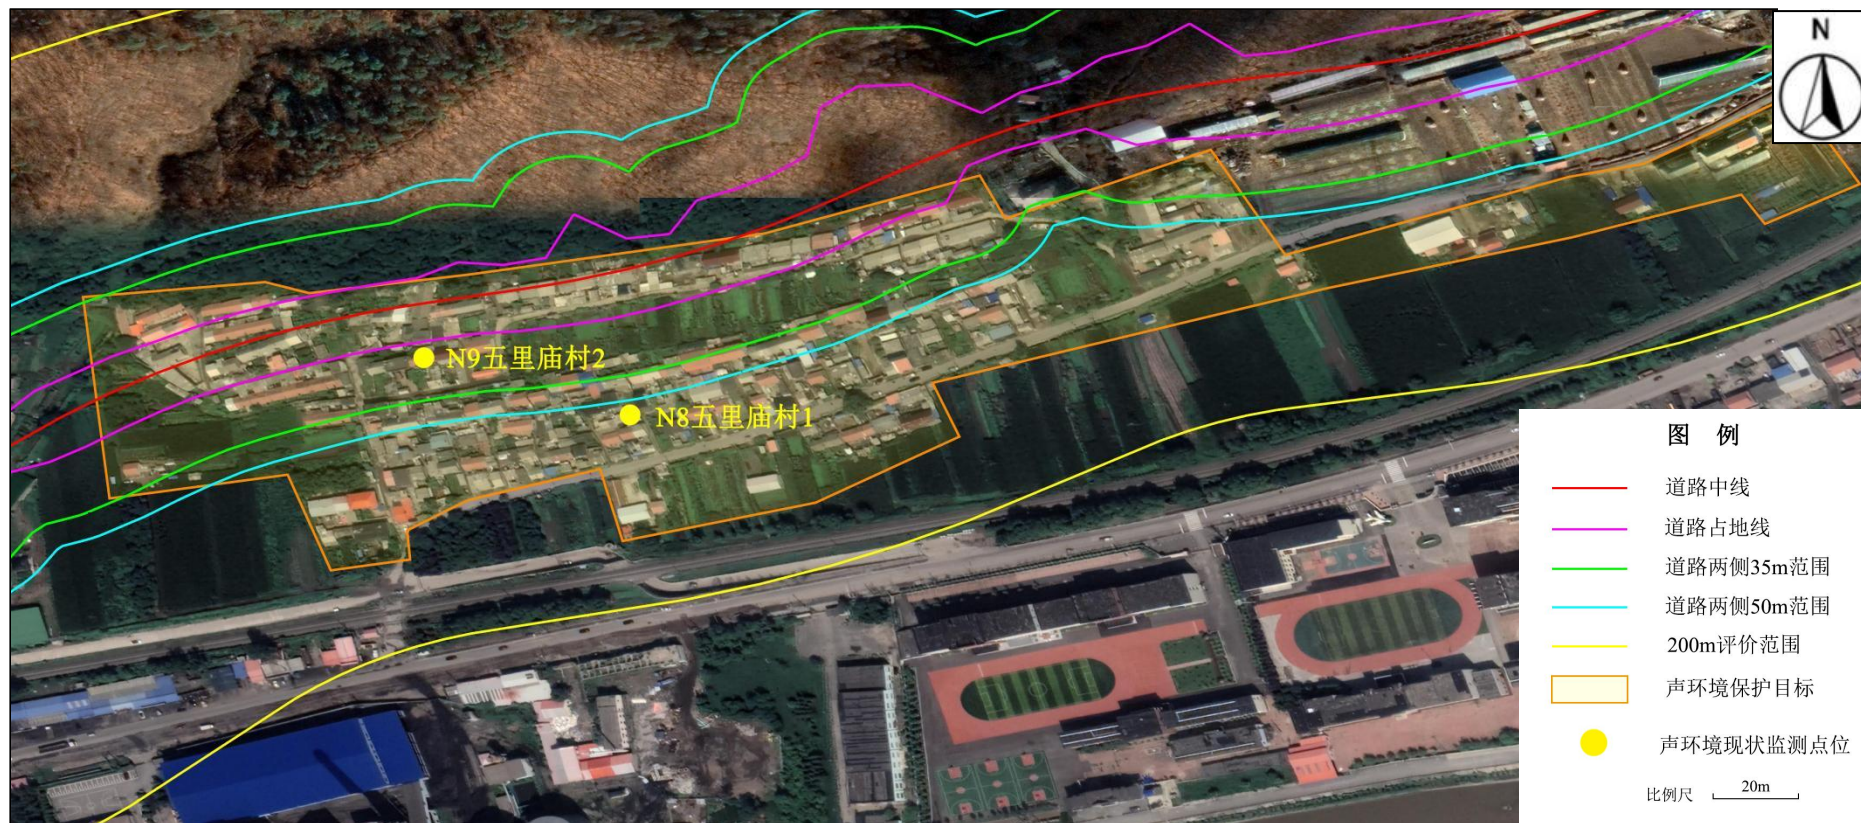 N
N9五里庙村2
N8五里庙村1
图 例
道路中线
道路占地线
道路两侧35m范围
道路两侧50m范围
200m评价范围
声环境保护目标
声环境现状监测点位
比例尺 20m